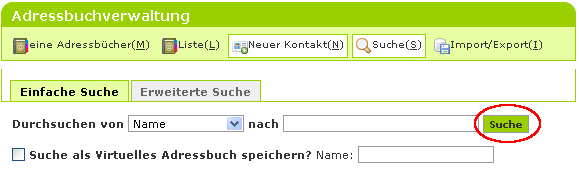 Adressbuchverwaltung
eine Adressbücher(M) Liste(L) Neuer Kontakt(N) Suche(S) Import/Export(I)
Einfache Suche Erweiterte Suche
Durchsuchen von Name nach Suche
Suche als Virtuelles Adressbuch speichern? Name: